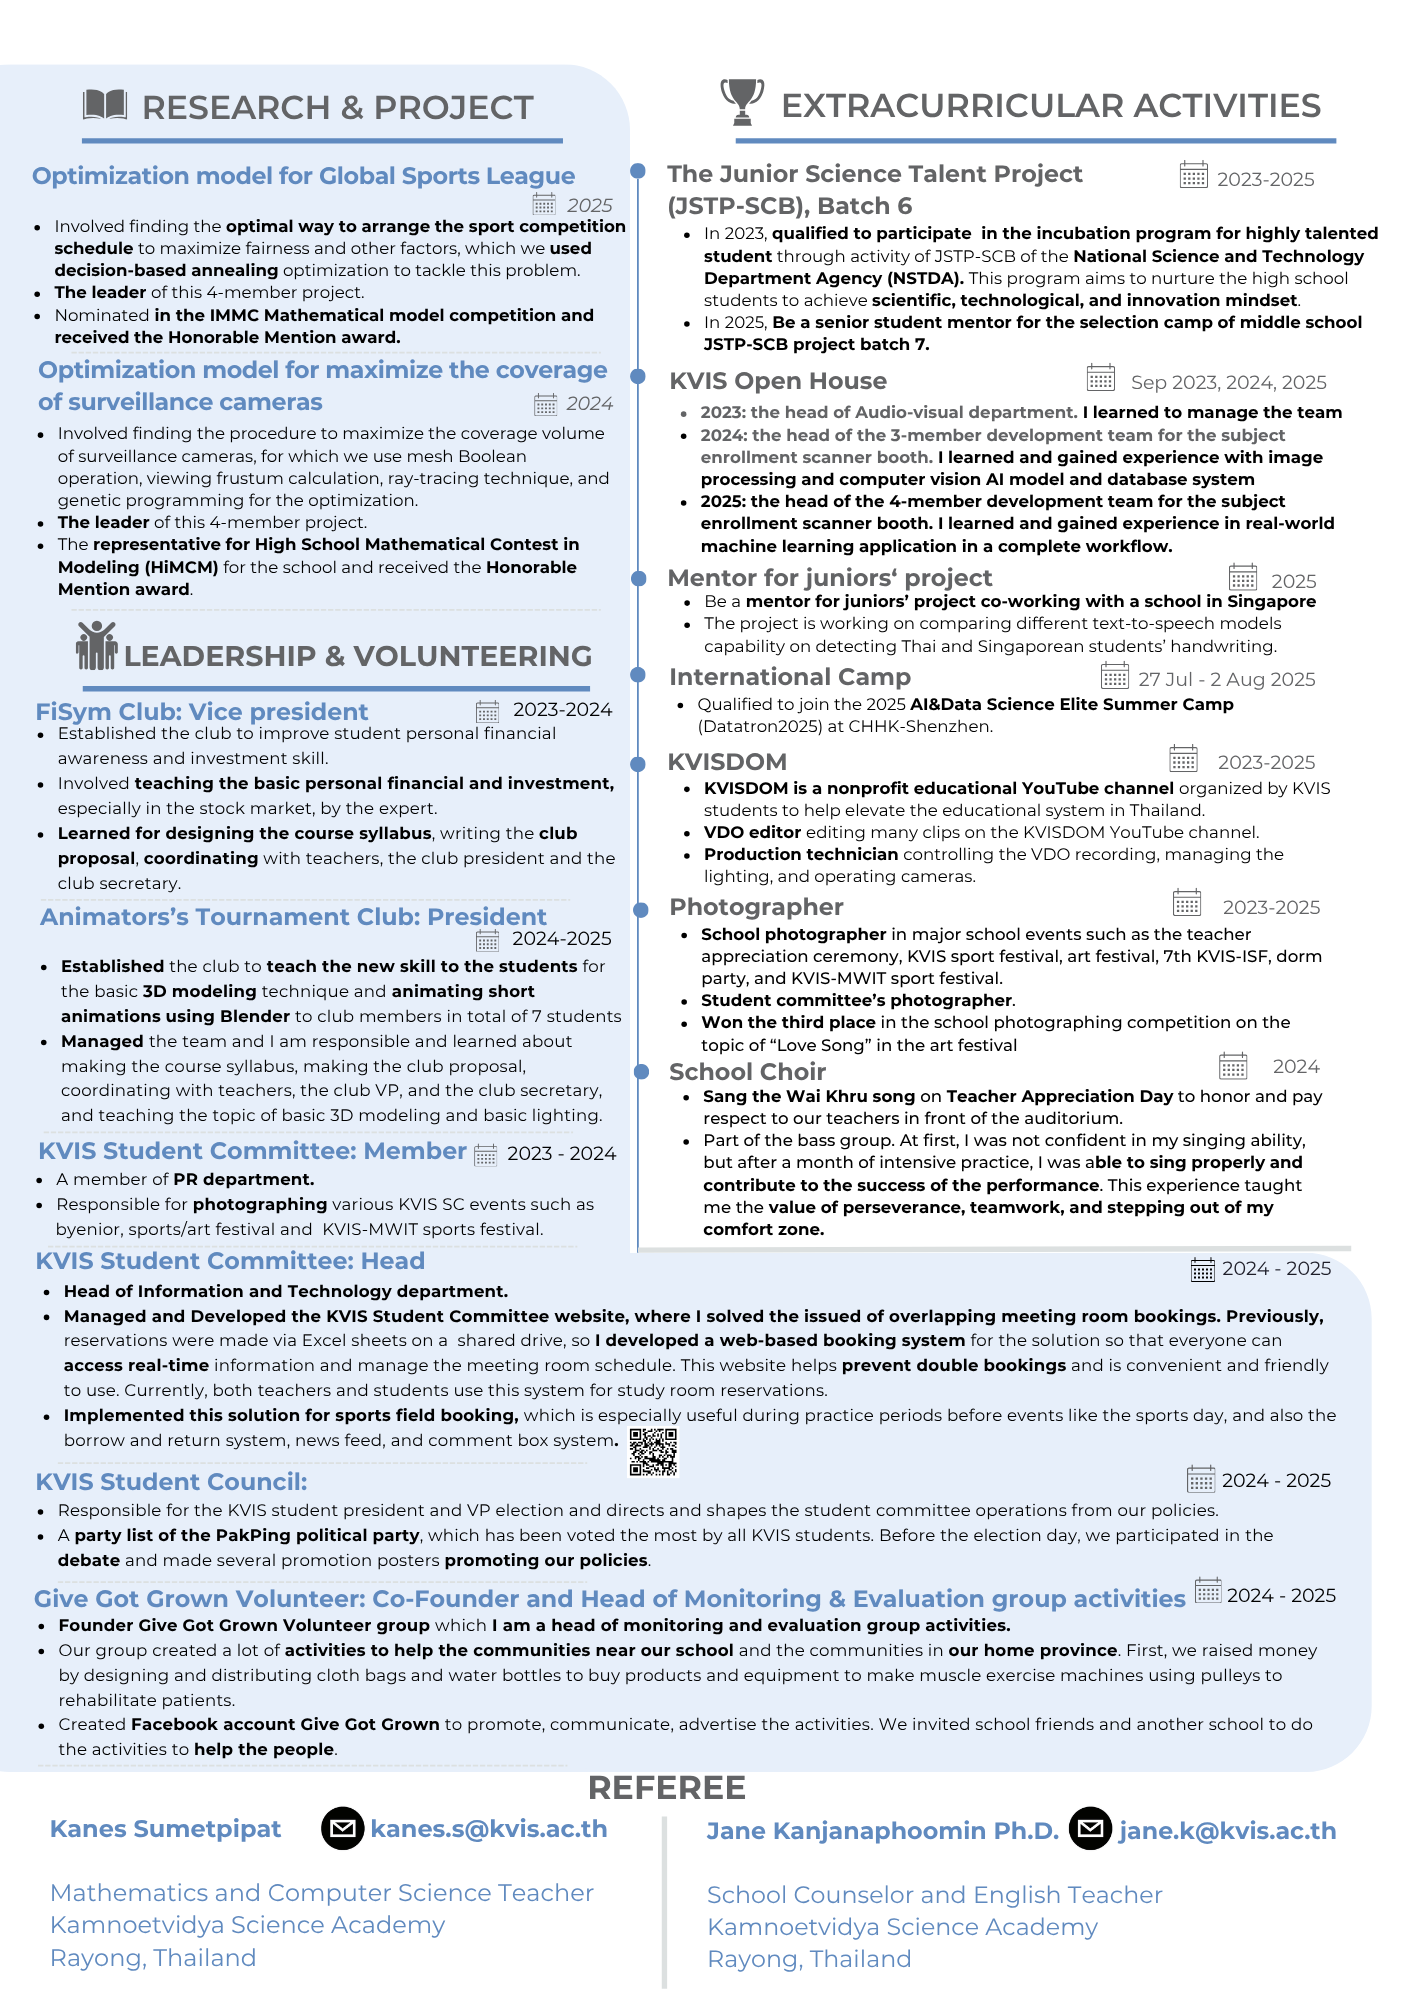 RESEARCH & PROJECT
Optimization model for Global Sports League
2025
• Involved finding the optimal way to arrange the sport competition
schedule to maximize fairness and other factors, which we used
decision-based annealing optimization to tackle this problem.
• The leader of this 4-member project.
• Nominated in the IMMC Mathematical model competition and
received the Honorable Mention award.
Optimization model for maximize the coverage
of surveillance cameras
2024
• Involved finding the procedure to maximize the coverage volume
of surveillance cameras, for which we use mesh Boolean
operation, viewing frustum calculation, ray-tracing technique, and
genetic programming for the optimization.
• The leader of this 4-member project.
• The representative for High School Mathematical Contest in
Modeling (HiMCM) for the school and received the Honorable
Mention award.
LEADERSHIP & VOLUNTEERING
FiSym Club: Vice president 2023-2024
• Established the club to improve student personal financial
awareness and investment skill.
• Involved teaching the basic personal financial and investment,
especially in the stock market, by the expert.
• Learned for designing the course syllabus, writing the club
proposal, coordinating with teachers, the club president and the
club secretary.
Animators’s Tournament Club: President
2024-2025
• Established the club to teach the new skill to the students for
the basic 3D modeling technique and animating short
animations using Blender to club members in total of 7 students
• Managed the team and I am responsible and learned about
making the course syllabus, making the club proposal,
coordinating with teachers, the club VP, and the club secretary,
and teaching the topic of basic 3D modeling and basic lighting.
KVIS Student Committee: Member 2023 - 2024
• A member of PR department.
• Responsible for photographing various KVIS SC events such as
byenior, sports/art festival and  KVIS-MWIT sports festival.
EXTRACURRICULAR ACTIVITIES
The Junior Science Talent Project 2023-2025
(JSTP-SCB), Batch 6
• In 2023, qualified to participate  in the incubation program for highly talented
student through activity of JSTP-SCB of the National Science and Technology
Department Agency (NSTDA). This program aims to nurture the high school
students to achieve scientific, technological, and innovation mindset.
• In 2025, Be a senior student mentor for the selection camp of middle school
JSTP-SCB project batch 7.
KVIS Open House Sep 2023, 2024, 2025
• 2023: the head of Audio-visual department. I learned to manage the team
• 2024: the head of the 3-member development team for the subject
enrollment scanner booth. I learned and gained experience with image
processing and computer vision AI model and database system
• 2025: the head of the 4-member development team for the subject
enrollment scanner booth. I learned and gained experience in real-world
machine learning application in a complete workflow.
Mentor for juniors‘ project 2025
• Be a mentor for juniors’ project co-working with a school in Singapore
• The project is working on comparing different text-to-speech models
capability on detecting Thai and Singaporean students’ handwriting.
International Camp 27 Jul - 2 Aug 2025
• Qualified to join the 2025 AI&Data Science Elite Summer Camp
(Datatron2025) at CHHK-Shenzhen.
KVISDOM 2023-2025
• KVISDOM is a nonprofit educational YouTube channel organized by KVIS
students to help elevate the educational system in Thailand.
• VDO editor editing many clips on the KVISDOM YouTube channel.
• Production technician controlling the VDO recording, managing the
lighting, and operating cameras.
Photographer 2023-2025
• School photographer in major school events such as the teacher
appreciation ceremony, KVIS sport festival, art festival, 7th KVIS-ISF, dorm
party, and KVIS-MWIT sport festival.
• Student committee’s photographer.
• Won the third place in the school photographing competition on the
topic of “Love Song” in the art festival
School Choir 2024
• Sang the Wai Khru song on Teacher Appreciation Day to honor and pay
respect to our teachers in front of the auditorium.
• Part of the bass group. At first, I was not confident in my singing ability,
but after a month of intensive practice, I was able to sing properly and
contribute to the success of the performance. This experience taught
me the value of perseverance, teamwork, and stepping out of my
comfort zone.
KVIS Student Committee: Head 2024 - 2025
• Head of Information and Technology department.
• Managed and Developed the KVIS Student Committee website, where I solved the issued of overlapping meeting room bookings. Previously,
reservations were made via Excel sheets on a  shared drive, so I developed a web-based booking system for the solution so that everyone can
access real-time information and manage the meeting room schedule. This website helps prevent double bookings and is convenient and friendly
to use. Currently, both teachers and students use this system for study room reservations.
• Implemented this solution for sports field booking, which is especially useful during practice periods before events like the sports day, and also the
borrow and return system, news feed, and comment box system.
KVIS Student Council: 2024 - 2025
• Responsible for the KVIS student president and VP election and directs and shapes the student committee operations from our policies.
• A party list of the PakPing political party, which has been voted the most by all KVIS students. Before the election day, we participated in the
debate and made several promotion posters promoting our policies.
Give Got Grown Volunteer: Co-Founder and Head of Monitoring & Evaluation group activities 2024 - 2025
• Founder Give Got Grown Volunteer group which I am a head of monitoring and evaluation group activities.
• Our group created a lot of activities to help the communities near our school and the communities in our home province. First, we raised money
by designing and distributing cloth bags and water bottles to buy products and equipment to make muscle exercise machines using pulleys to
rehabilitate patients.
• Created Facebook account Give Got Grown to promote, communicate, advertise the activities. We invited school friends and another school to do
the activities to help the people.
REFEREE
Kanes Sumetpipat kanes.s@kvis.ac.th
Mathematics and Computer Science Teacher
Kamnoetvidya Science Academy
Rayong, Thailand
Jane Kanjanaphoomin Ph.D. jane.k@kvis.ac.th
School Counselor and English Teacher
Kamnoetvidya Science Academy
Rayong, Thailand